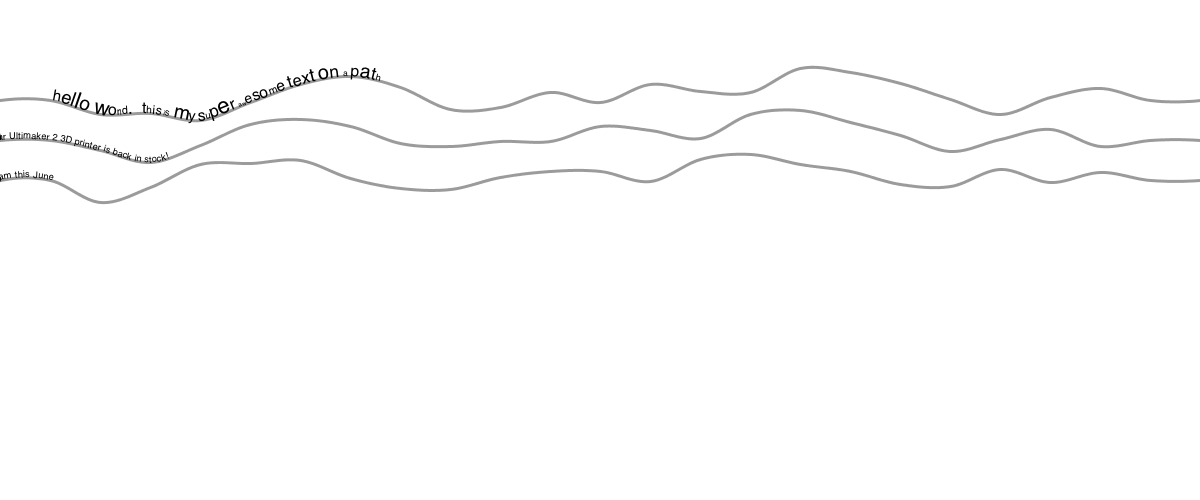 hello wond. this is my super awesome text on a path
r Ultimaker 2 3D printer is back in stock!
am this June